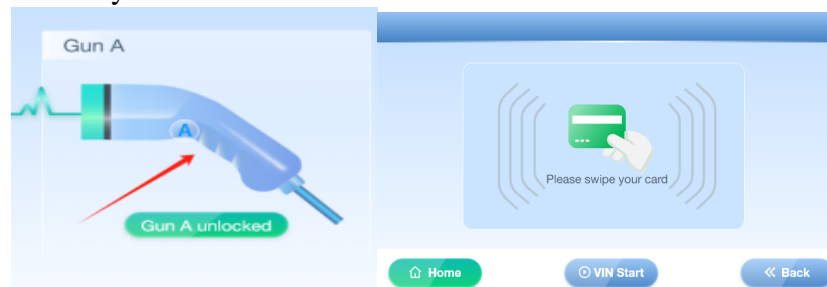 Gun A
A
Gun A unlocked
Please swipe your card
Home
VIN Start
Back